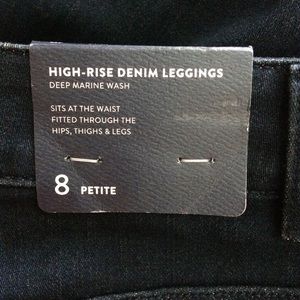 HIGH-RISE DENIM LEGGINGS
DEEP MARINE WASH
SITS AT THE WAIST
FITTED THROUGH THE
HIPS, THIGHS & LEGS
8 PETITE